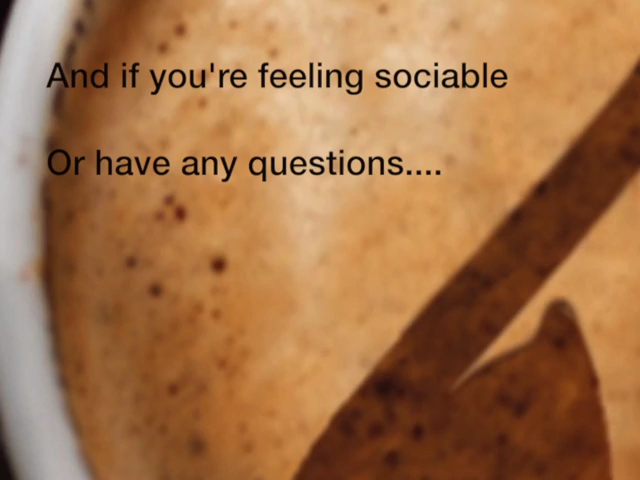 And if you're feeling sociable
Or have any questions....